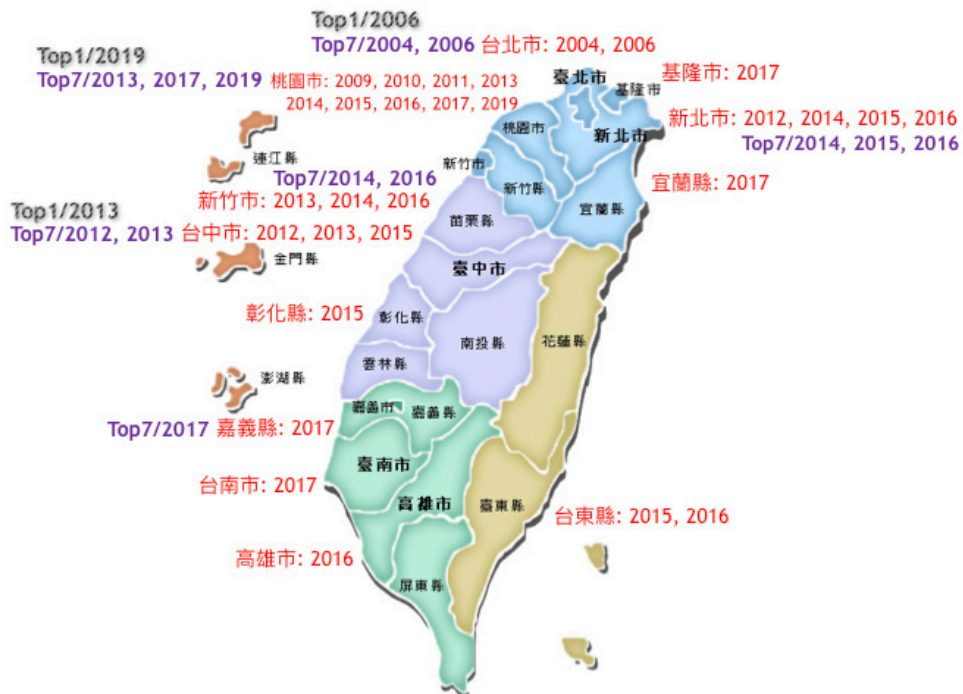 Top1/2006
Top7/2004, 2006 台北市: 2004, 2006
Top1/2019
Top7/2013, 2017, 2019 桃園市: 2009, 2010, 2011, 2013
2014, 2015, 2016, 2017, 2019
臺北市
基隆市: 2017
基隆市
新北市: 2012, 2014, 2015, 2016
Top7/2014, 2015, 2016
桃園市
新北市
連江縣
新竹市
Top7/2014, 2016
新竹縣
宜蘭縣: 2017
新竹市: 2013, 2014, 2016
宜蘭縣
Top1/2013
苗栗縣
Top7/2012, 2013 台中市: 2012, 2013, 2015
金門縣
臺中市
彰化縣: 2015
彰化縣
南投縣
花蓮縣
雲林縣
澎湖縣
嘉義市
嘉義縣
Top7/2017 嘉義縣: 2017
臺南市
台南市: 2017
高雄市
臺東縣
台東縣: 2015, 2016
高雄市: 2016
屏東縣